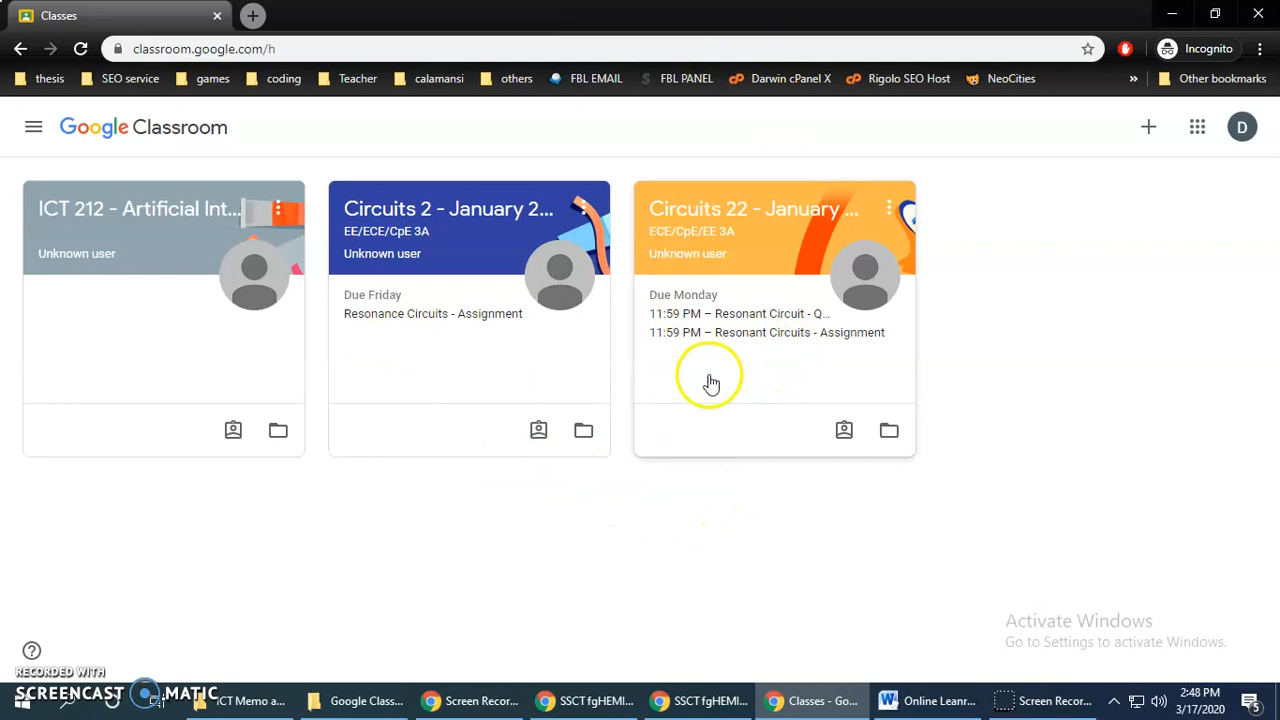 Classes
classroom.google.com/h
Incognito
thesis
SEO service
games
coding
Teacher
calamansi
others
FBL EMAIL
FBL PANEL
Darwin cPanel X
Rigolo SEO Host
NeoCities
»
Other bookmarks
Google Classroom
D
ICT 212 - Artificial Int...
Unknown user
Circuits 2 - January 2...
EE/ECE/CpE 3A
Unknown user
Due Friday
Resonance Circuits - Assignment
Circuits 22 - January ...
ECE/CpE/EE 3A
Unknown user
Due Monday
11:59 PM – Resonant Circuit - Q...
11:59 PM – Resonant Circuits - Assignment
Activate Windows
Go to Settings to activate Windows.
RECORDED WITH
SCREENCAST MATIC
ICT Memo a...
Google Class...
Screen Recor...
SSCT fgHEMI...
SSCT fgHEMI...
Classes - Go...
Online Learn...
Screen Recor...
2:48 PM
3/17/2020
5